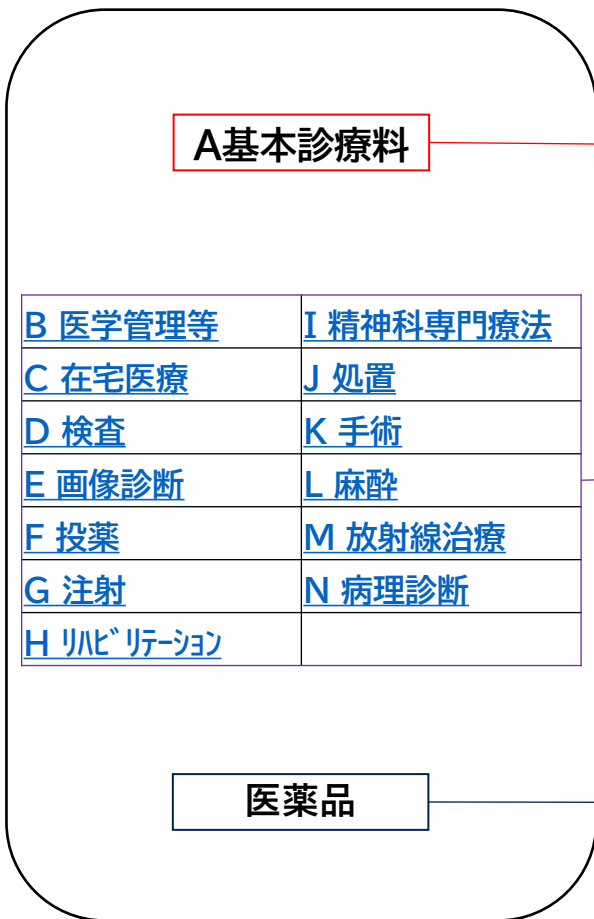 A基本診療料
B 医学管理等 I 精神科専門療法
C 在宅医療 J 処置
D 検査 K 手術
E 画像診断 L 麻酔
F 投薬 M 放射線治療
G 注射 N 病理診断
H ﾘﾊﾋﾞﾘﾃｰｼｮﾝ
医薬品